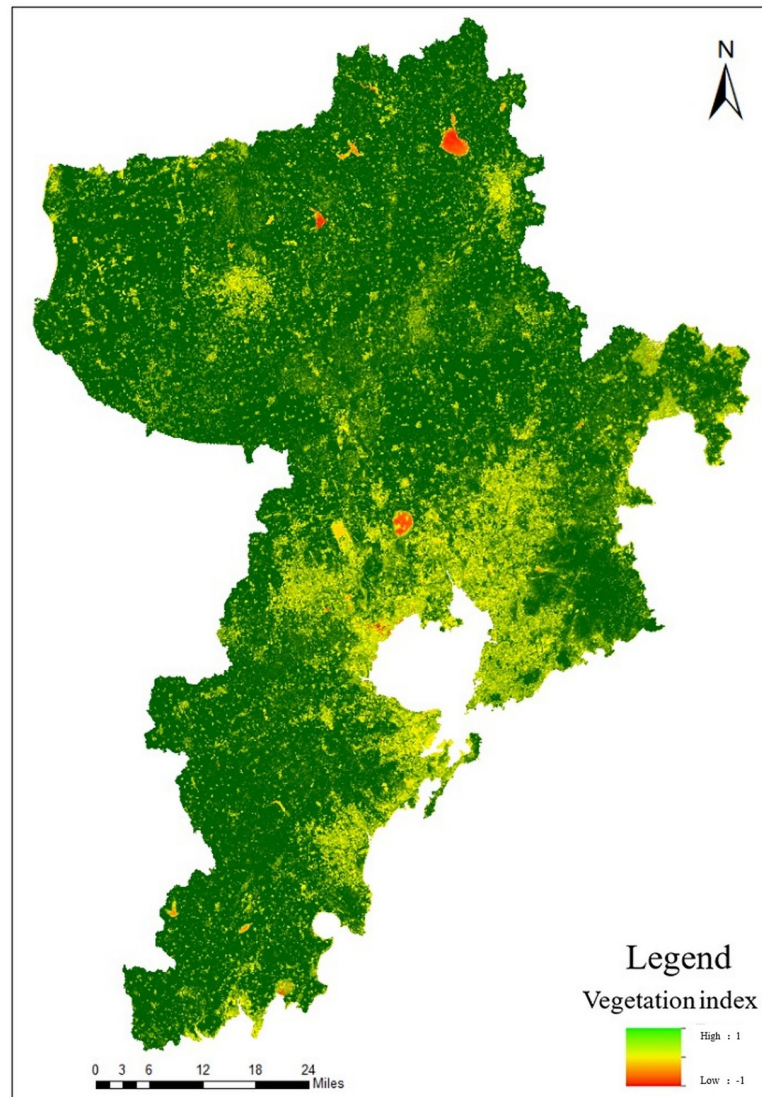 N
Legend
Vegetation index
High : 1
Low : -1
0 3 6 12 18 24
Miles